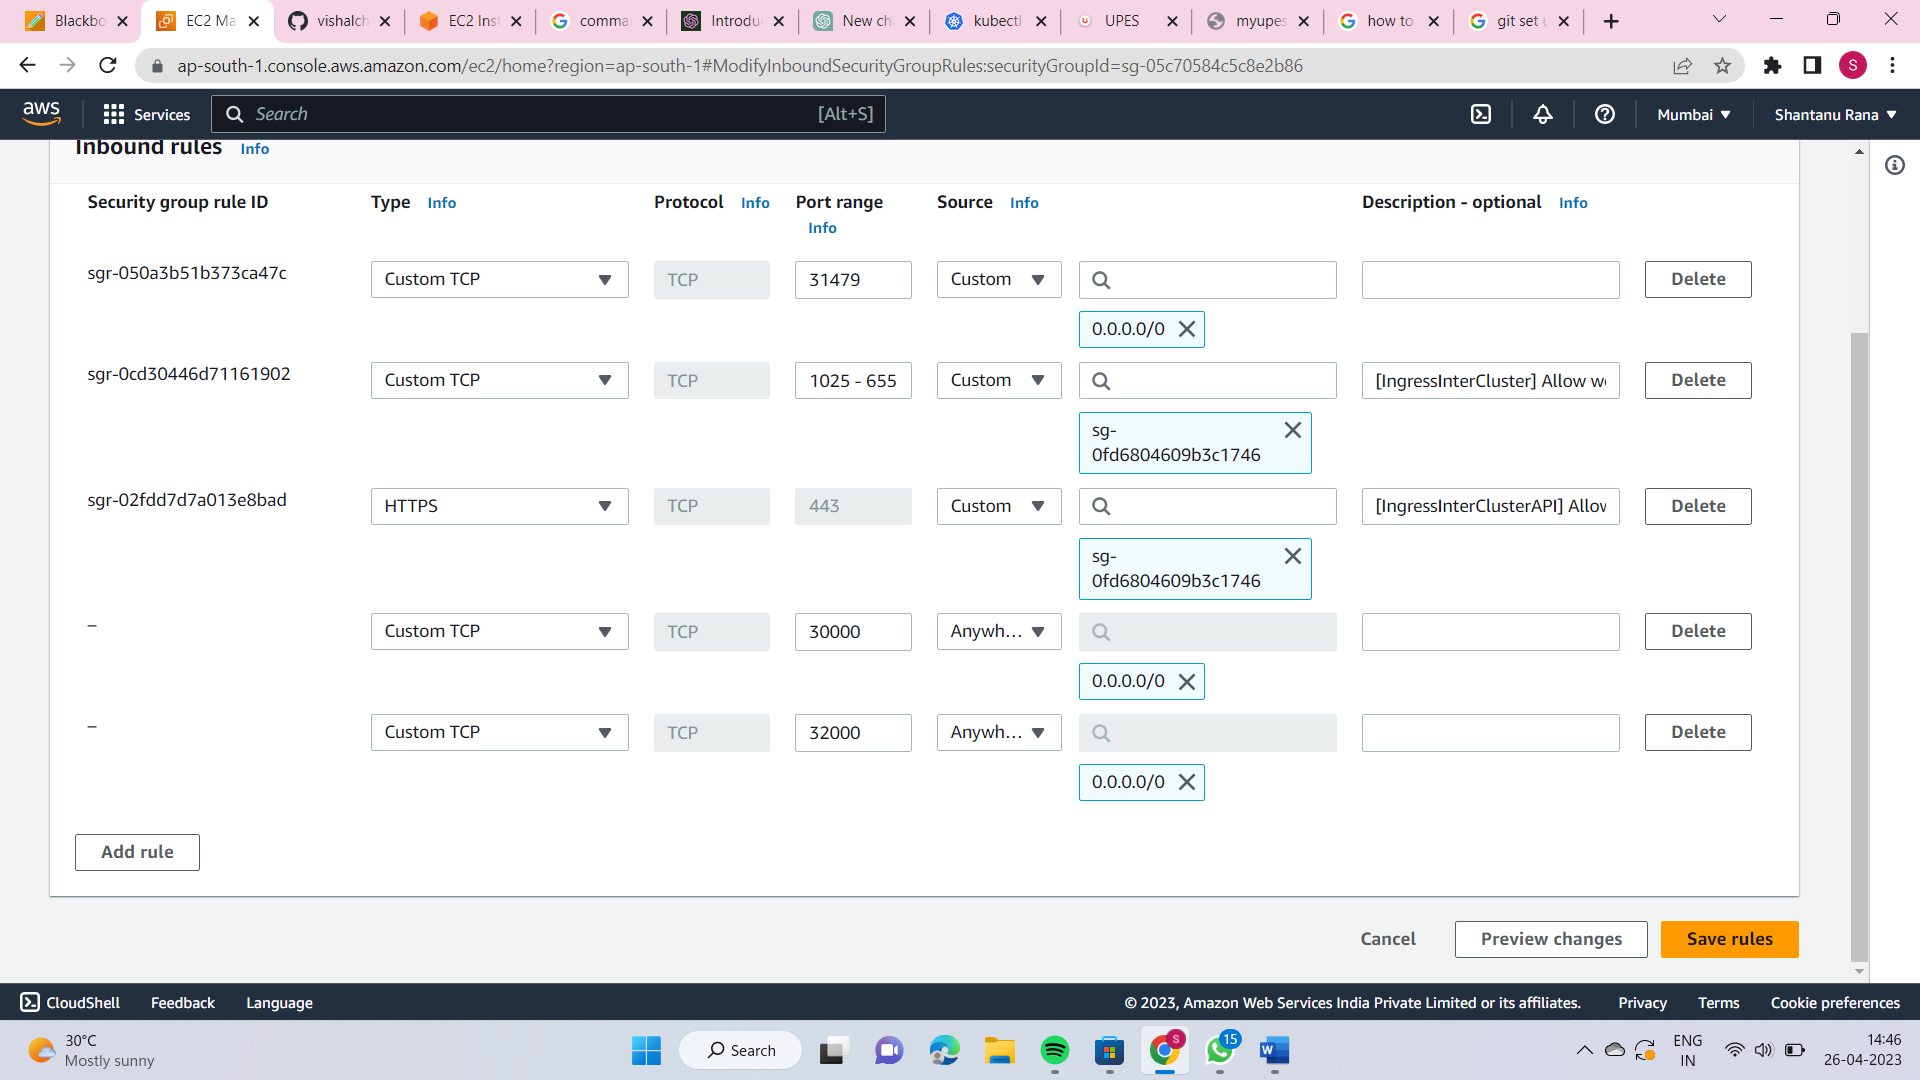 Blackbo
EC2 Ma
vishalch
EC2 Inst
comma
Introdu
New ch
kubectl
UPES
myupes
how to
git set u
ap-south-1.console.aws.amazon.com/ec2/home?region=ap-south-1#ModifyInboundSecurityGroupRules:securityGroupId=sg-05c70584c5c8e2b86
S
aws
Services
Search
[Alt+S]
Mumbai
Shantanu Rana
Inbound rules Info
Security group rule ID
Type Info
Protocol Info
Port range
Info
Source Info
Description - optional Info
sgr-050a3b51b373ca47c
Custom TCP
TCP
31479
Custom
Delete
0.0.0.0/0
sgr-0cd30446d71161902
Custom TCP
TCP
1025 - 655
Custom
[IngressInterCluster] Allow wo
Delete
sg-
0fd6804609b3c1746
sgr-02fdd7d7a013e8bad
HTTPS
TCP
443
Custom
[IngressInterClusterAPI] Allow
Delete
sg-
0fd6804609b3c1746
–
Custom TCP
TCP
30000
Anywh...
Delete
0.0.0.0/0
–
Custom TCP
TCP
32000
Anywh...
Delete
0.0.0.0/0
Add rule
Cancel
Preview changes
Save rules
CloudShell
Feedback
Language
© 2023, Amazon Web Services India Private Limited or its affiliates.
Privacy
Terms
Cookie preferences
30°C
Mostly sunny
Search
S
15
ENG
IN
14:46
26-04-2023